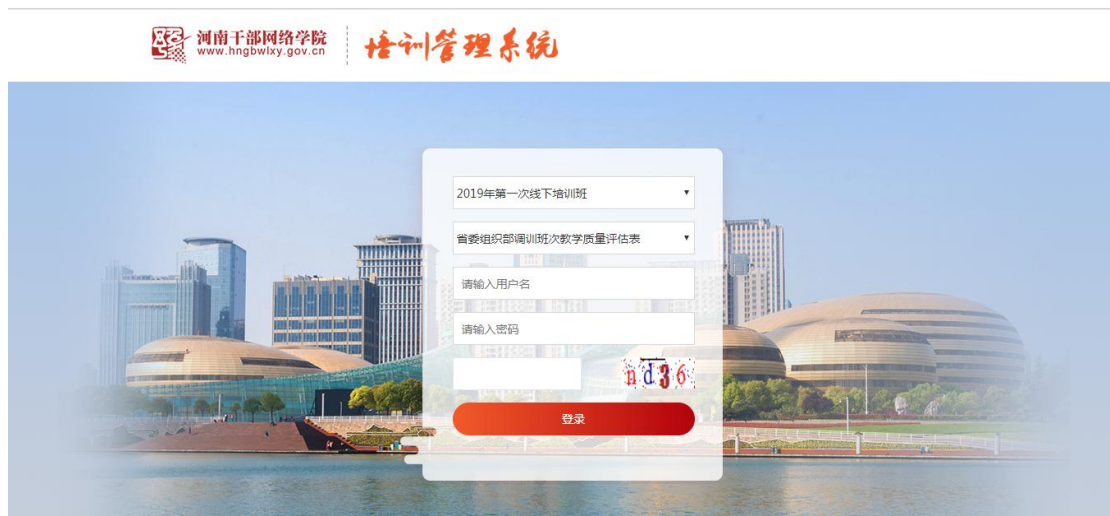 河南干部网络学院
www.hngbwlxy.gov.cn
培训管理系统
2019年第一次线下培训班
省委组织部调训班次教学质量评估表
请输入用户名
请输入密码
nd36
登录